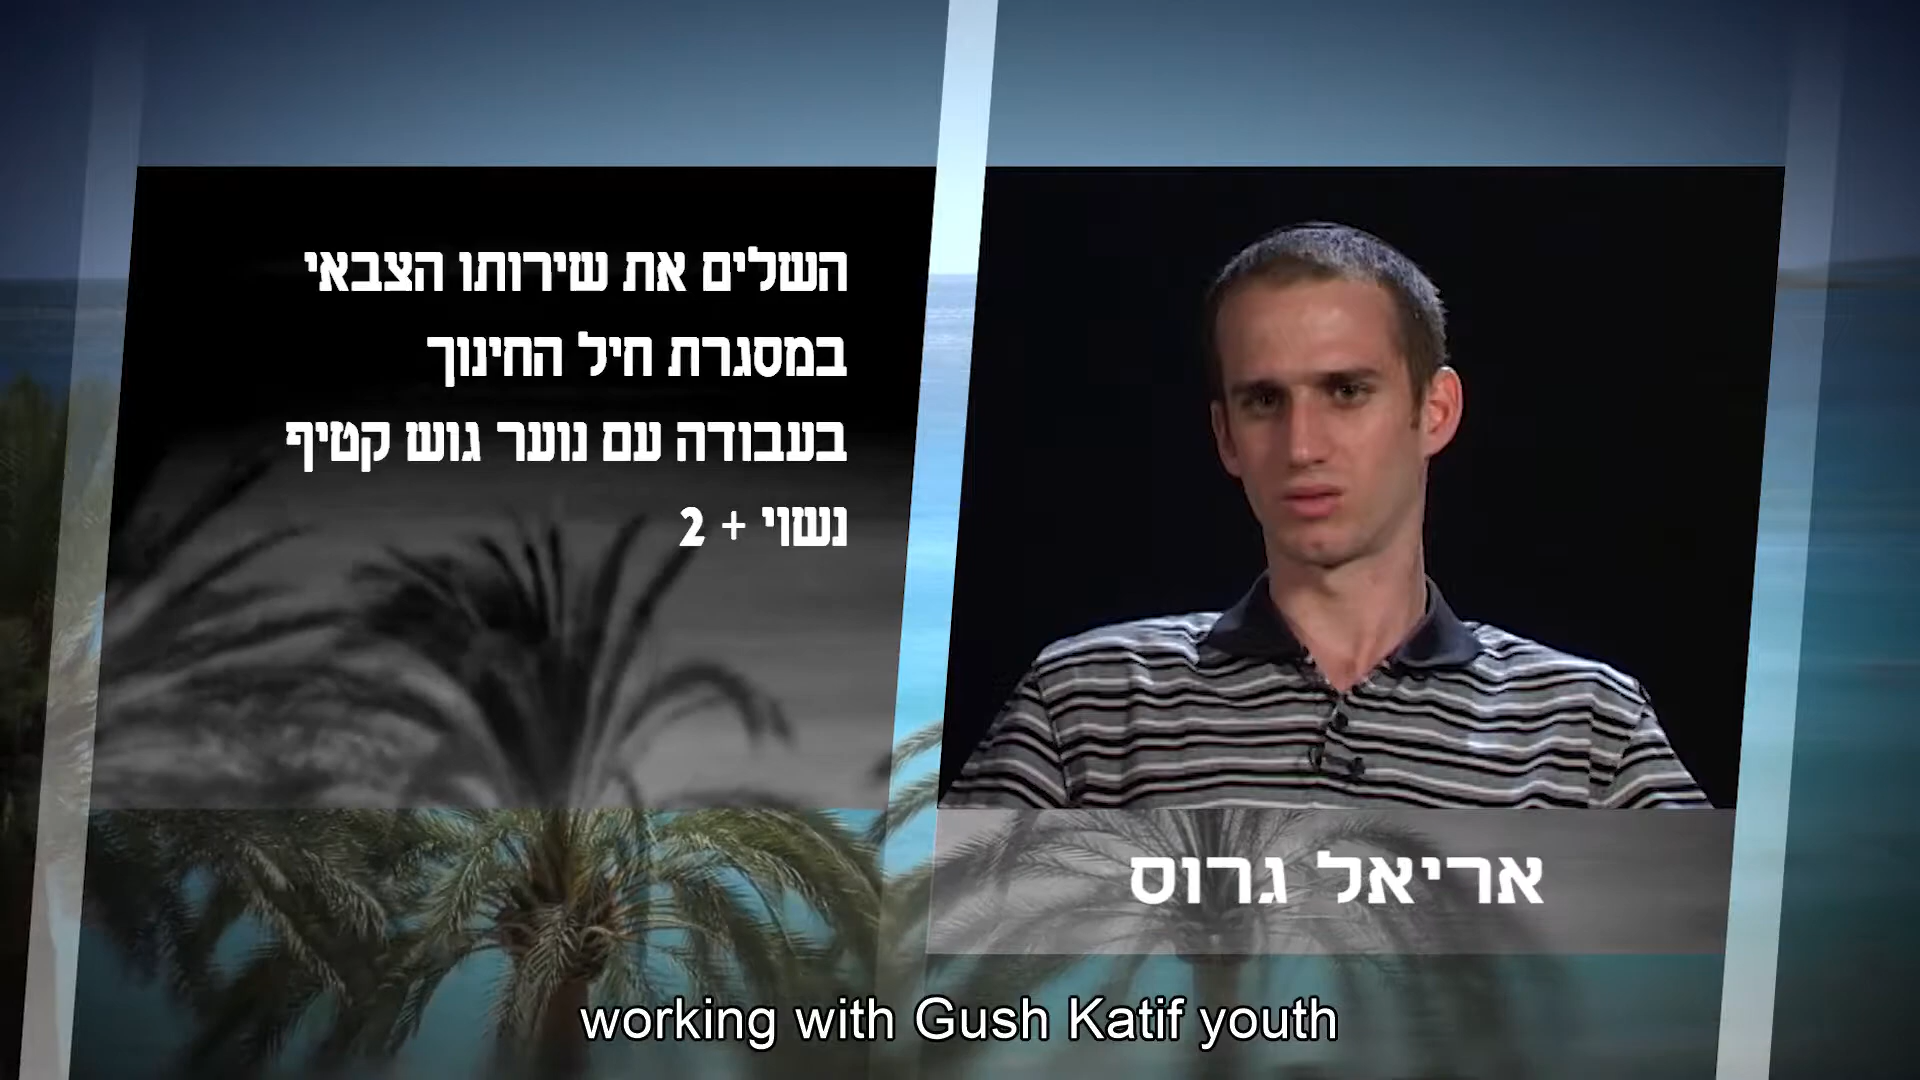 השלים את שירותו הצבאי
במסגרת חיל החינוך
בעבודה עם נוער גוש קטיף
נשוי + 2
אריאל גרוס
working with Gush Katif youth